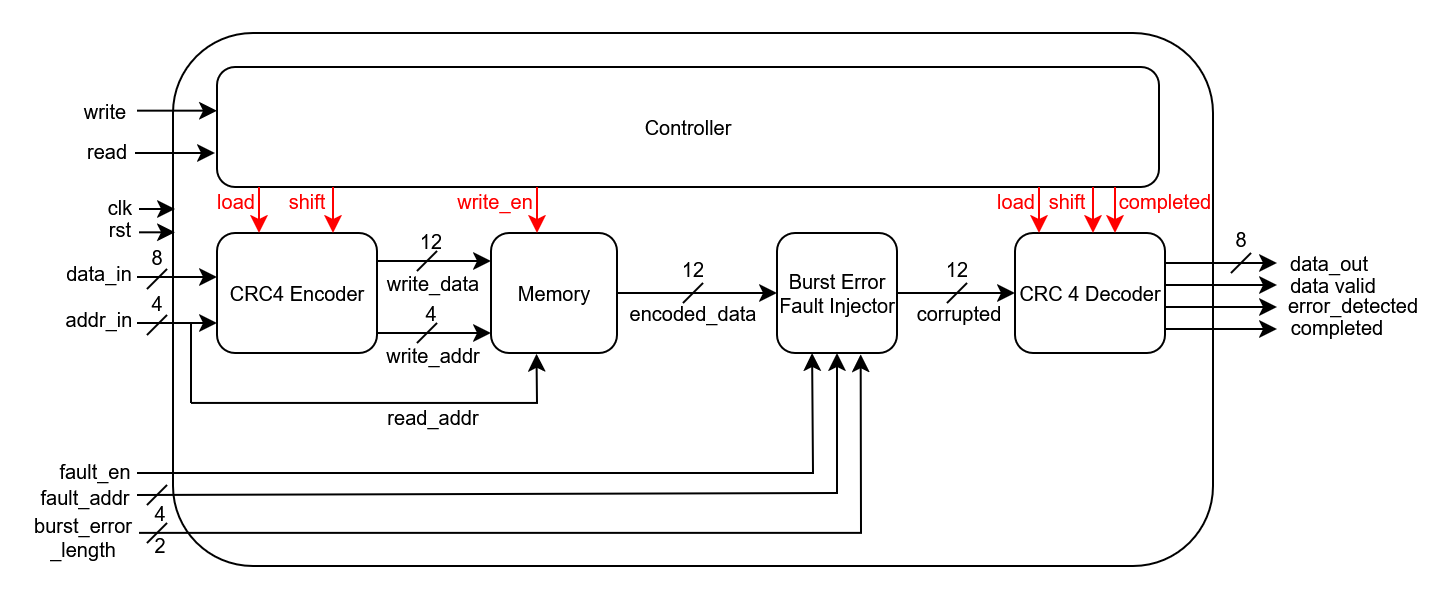 Controller
write
read
load
shift
write_en
load
shift
completed
clk
rst
8
data_in
4
addr_in
CRC4 Encoder
12
write_data
4
write_addr
Memory
12
encoded_data
Burst Error
Fault Injector
12
corrupted
CRC 4 Decoder
8
data_out
data valid
error_detected
completed
read_addr
fault_en
fault_addr
4
burst_error
_length
2